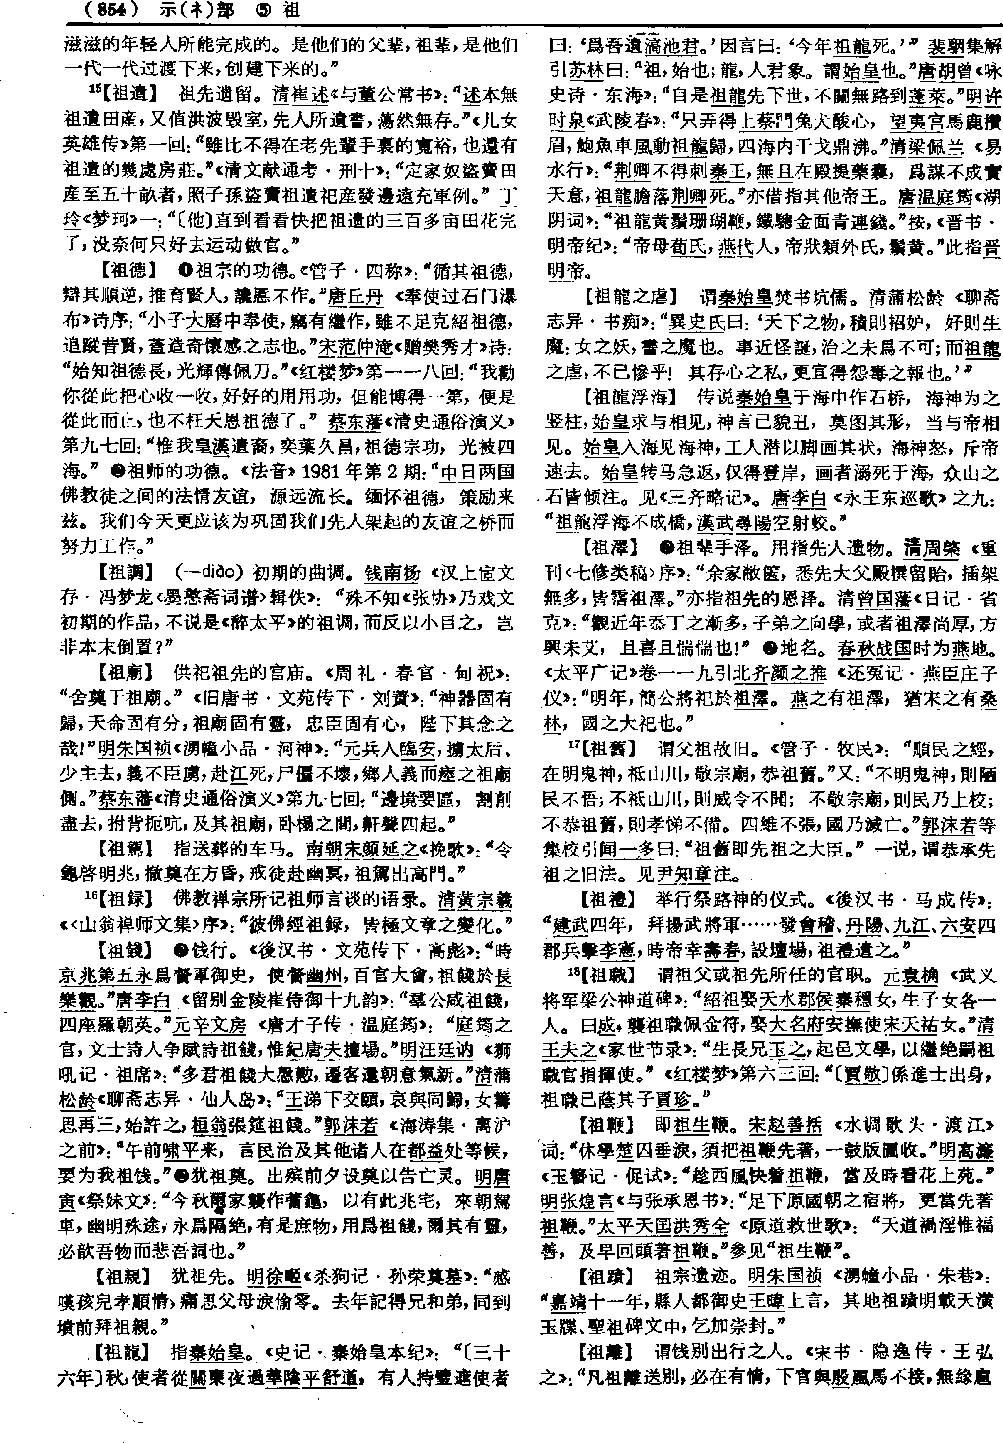 (854) 示(礻)部 ⑤ 祖
滋滋的年轻人所能完成的。是他们的父辈,祖辈,是他们
一代一代过渡下来,创建下来的。”
¹⁵【祖遺】 祖先遗留。清崔述《与董公常书》:“述本無
祖遺田産,又值洪波毁室,先人所遺書,蕩然無存。”《儿女
英雄传》第一回:“雖比不得在老先輩手裏的寬裕,也還有
祖遺的幾處房莊。”《清文献通考·刑十》:“定家奴盜賣田
產至五十畝者,照子孫盜賣祖遺祀産發邊遠充軍例。” 丁
玲《梦珂》一:“〔他〕直到看看快把祖遗的三百多亩田花完
了,没奈何只好去运动做官。”
【祖德】 ❶祖宗的功德。《管子·四称》:“循其祖德,
辯其順逆,推育賢人,讒慝不作。”唐丘丹《奉使过石门瀑
布》诗序:“小子大曆中奉使,竊有繼作,雖不足克紹祖德,
追蹤昔賢,蓋造奇懷感之志也。”宋范仲淹《赠樊秀才》诗:
“始知祖德長,光輝傳佩刀。”《红楼梦》第一一八回:“我勸
你從此把心收一收,好好的用用功,但能博得一第,便是
從此而止,也不枉天恩祖德了。” 蔡东藩《清史通俗演义》
第九七回:“惟我皇漢遺裔,奕葉久昌,祖德宗功,光被四
海。” ❷祖师的功德。《法音》1981年第2期:“中日两国
佛教徒之间的法情友谊,源远流长。缅怀祖德,策励来
兹。我们今天更应该为巩固我们先人架起的友谊之桥而
努力工作。”
【祖調】 (-diào) 初期的曲调。钱南扬《汉上宧文
存·冯梦龙〈墨憨斋词谱〉辑佚》:“殊不知《张协》乃戏文
初期的作品,不说是《醉太平》的祖调,而反以小目之,岂
非本末倒置?”
【祖廟】 供祀祖先的宫庙。《周礼·春官·甸祝》:
“舍奠于祖廟。”《旧唐书·文苑传下·刘蕡》:“神器固有
歸,天命固有分,祖廟固有靈,忠臣固有心,陛下其念之
哉!”明朱国祯《湧幢小品·河神》:“元兵入臨安,擄太后、
少主去,義不臣虜,赴江死,尸僵不壞,鄉人義而瘞之祖廟
側。”蔡东藩《清史通俗演义》第九七回:“邊境要區,割削
盡去,拊背扼吭,及其祖廟,卧榻之間,鼾聲四起。”
【祖駕】 指送葬的车马。南朝宋颜延之《挽歌》:“令
龜啓明兆,撤奠在方昏,戒徒赴幽冥,祖駕出高門。”
¹⁶【祖録】 佛教禅宗所记祖师言谈的语录。清黄宗羲
《〈山翁禅师文集〉序》:“彼佛經祖録,皆極文章之變化。”
【祖餞】 ❶饯行。《後汉书·文苑传下·高彪》:“時
京兆第五永爲督軍御史,使督幽州,百官大會,祖餞於長
樂觀。”唐李白《留别金陵崔侍御十九韵》:“羣公咸祖餞,
四座羅朝英。”元辛文房《唐才子传·温庭筠》:“庭筠之
官,文士詩人争賦詩祖餞,惟紀唐夫擅場。”明汪廷讷《狮
吼记·祖席》:“多君祖餞大慇懃,遷客還朝意氣新。”清蒲
松龄《聊斋志异·仙人岛》:“王涕下交頤,哀與同歸,女籌
思再三,始許之,桓翁張筵祖餞。”郭沫若《海涛集·离沪
之前》:“午前啸平来,言民治及其他诸人在都益处等候,
要为我祖饯。”❷犹祖奠。出殡前夕设奠以告亡灵。明唐
寅《祭妹文》:“今秋爾家襲作蓍龜,以有此兆宅,來朝駕
車,幽明殊途,永爲隔絶,有是庶物,用爲祖餞,爾其有靈,
必歆吾物而悲吾詞也。”
【祖親】 犹祖先。明徐㬇《杀狗记·孙荣奠墓》:“感
嘆孩兒孝順情,痛思父母淚偷零。去年記得兄和弟,同到
墳前拜祖親。”
【祖龍】 指秦始皇。《史记·秦始皇本纪》:“〔三十
六年〕秋,使者從關東夜過華陰平舒道,有人持璧遮使者
曰:‘爲吾遺滈池君。’因言曰:‘今年祖龍死。’” 裴駰集解
引苏林曰:“祖,始也;龍,人君象。謂始皇也。”唐胡曾《咏
史诗·东海》:“自是祖龍先下世,不關無路到蓬萊。”明许
时泉《武陵春》:“只弄得上蔡門兔犬酸心,望夷宫馬鹿攢
眉,鮑魚車風動祖龍歸,四海内干戈鼎沸。”清梁佩兰《易
水行》:“荆卿不得刺秦王,無且在殿提藥囊,爲謀不成實
天意,祖龍膽落荆卿死。”亦借指其他帝王。唐温庭筠《湖
阴词》:“祖龍黄鬚珊瑚鞭,鐵驄金面青連錢。”按,《晋书·
明帝纪》:“帝母荀氏,燕代人,帝狀類外氏,鬚黄。”此指晋
明帝。
【祖龍之虐】 谓秦始皇焚书坑儒。清蒲松龄《聊斋
志异·书痴》:“異史氏曰:‘天下之物,積則招妒,好則生
魔:女之妖,書之魔也。事近怪誕,治之未爲不可;而祖龍
之虐,不已慘乎!其存心之私,更宜得怨毒之報也。’”
【祖龍浮海】 传说秦始皇于海中作石桥,海神为之
竖柱,始皇求与相见,神言己貌丑,莫图其形,当与帝相
见。始皇入海见海神,工人潜以脚画其状,海神怒,斥帝
速去。始皇转马急返,仅得登岸,画者溺死于海,众山之
石皆倾注。见《三齐略记》。唐李白《永王东巡歌》之九:
“祖龍浮海不成橋,漢武尋陽空射蛟。”
【祖澤】 ❶祖辈手泽。用指先人遗物。清周棨《重
刊〈七修类稿〉序》:“余家敝篋,悉先大父殿撰留貽,插架
無多,皆霑祖澤。”亦指祖先的恩泽。清曾国藩《日记·省
克》:“觀近年添丁之漸多,子弟之向學,或者祖澤尚厚,方
興未艾,且喜且惴惴也!” ❷地名。春秋战国时为燕地。
《太平广记》卷一一九引北齐颜之推《还冤记·燕臣庄子
仪》:“明年,簡公將祀於祖澤。燕之有祖澤,猶宋之有桑
林,國之大祀也。”
¹⁷【祖舊】 谓父祖故旧。《管子·牧民》:“順民之經,
在明鬼神,祗山川,敬宗廟,恭祖舊。”又:“不明鬼神,則陋
民不悟;不祗山川,則威令不聞;不敬宗廟,則民乃上校;
不恭祖舊,則孝悌不備。四維不張,國乃滅亡。”郭沫若等
集校引闻一多曰:“祖舊即先祖之大臣。”一说,谓恭承先
祖之旧法。见尹知章注。
【祖禮】 举行祭路神的仪式。《後汉书·马成传》:
“建武四年,拜揚武將軍……發會稽、丹陽、九江、六安四
郡兵擊李憲,時帝幸壽春,設壇場,祖禮遣之。”
¹⁸【祖職】 谓祖父或祖先所任的官职。元袁桷《武义
将军梁公神道碑》:“紹祖娶天水郡侯秦穩女,生子女各一
人。曰成,襲祖職佩金符,娶大名府安撫使宋天祐女。”清
王夫之《家世节录》:“生長兄玉之,起邑文學,以繼絶嗣祖
職官指揮使。”《红楼梦》第六三回:“〔賈敬〕係進士出身,
祖職已蔭其子賈珍。”
【祖鞭】 即祖生鞭。宋赵善括《水调歌头·渡江》
词:“休學楚囚垂淚,須把祖鞭先著,一鼓版圖收。”明高濂
《玉簪记·促试》:“趁西風快着祖鞭,當及時看花上苑。”
明张煌言《与张承恩书》:“足下原國朝之宿將,更當先著
祖鞭。”太平天囯洪秀全《原道救世歌》:“天道禍淫惟福
善,及早回頭著祖鞭。”参见“祖生鞭”。
【祖蹟】 祖宗遗迹。明朱国祯《湧幢小品·朱巷》:
“嘉靖十一年,縣人都御史王暐上言,其地祖蹟明載天潢
玉牒、聖祖碑文中,乞加崇封。”
【祖離】 谓饯别出行之人。《宋书·隐逸传·王弘
之》:“凡祖離送别,必在有情,下官與殷風馬不接,無緣扈